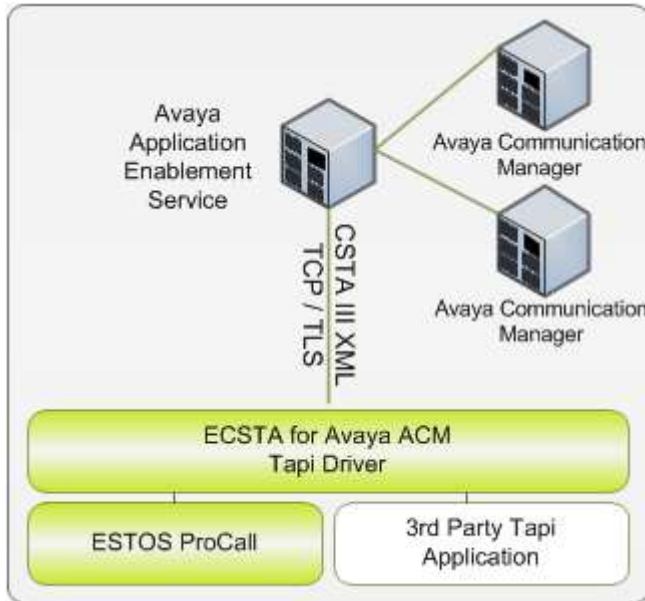 Avaya
Application
Enablement
Service
Avaya Communication
Manager
Avaya Communication
Manager
CSTA III XML
TCP / TLS
ECSTA for Avaya ACM
Tapi Driver
ESTOS ProCall
3rd Party Tapi
Application